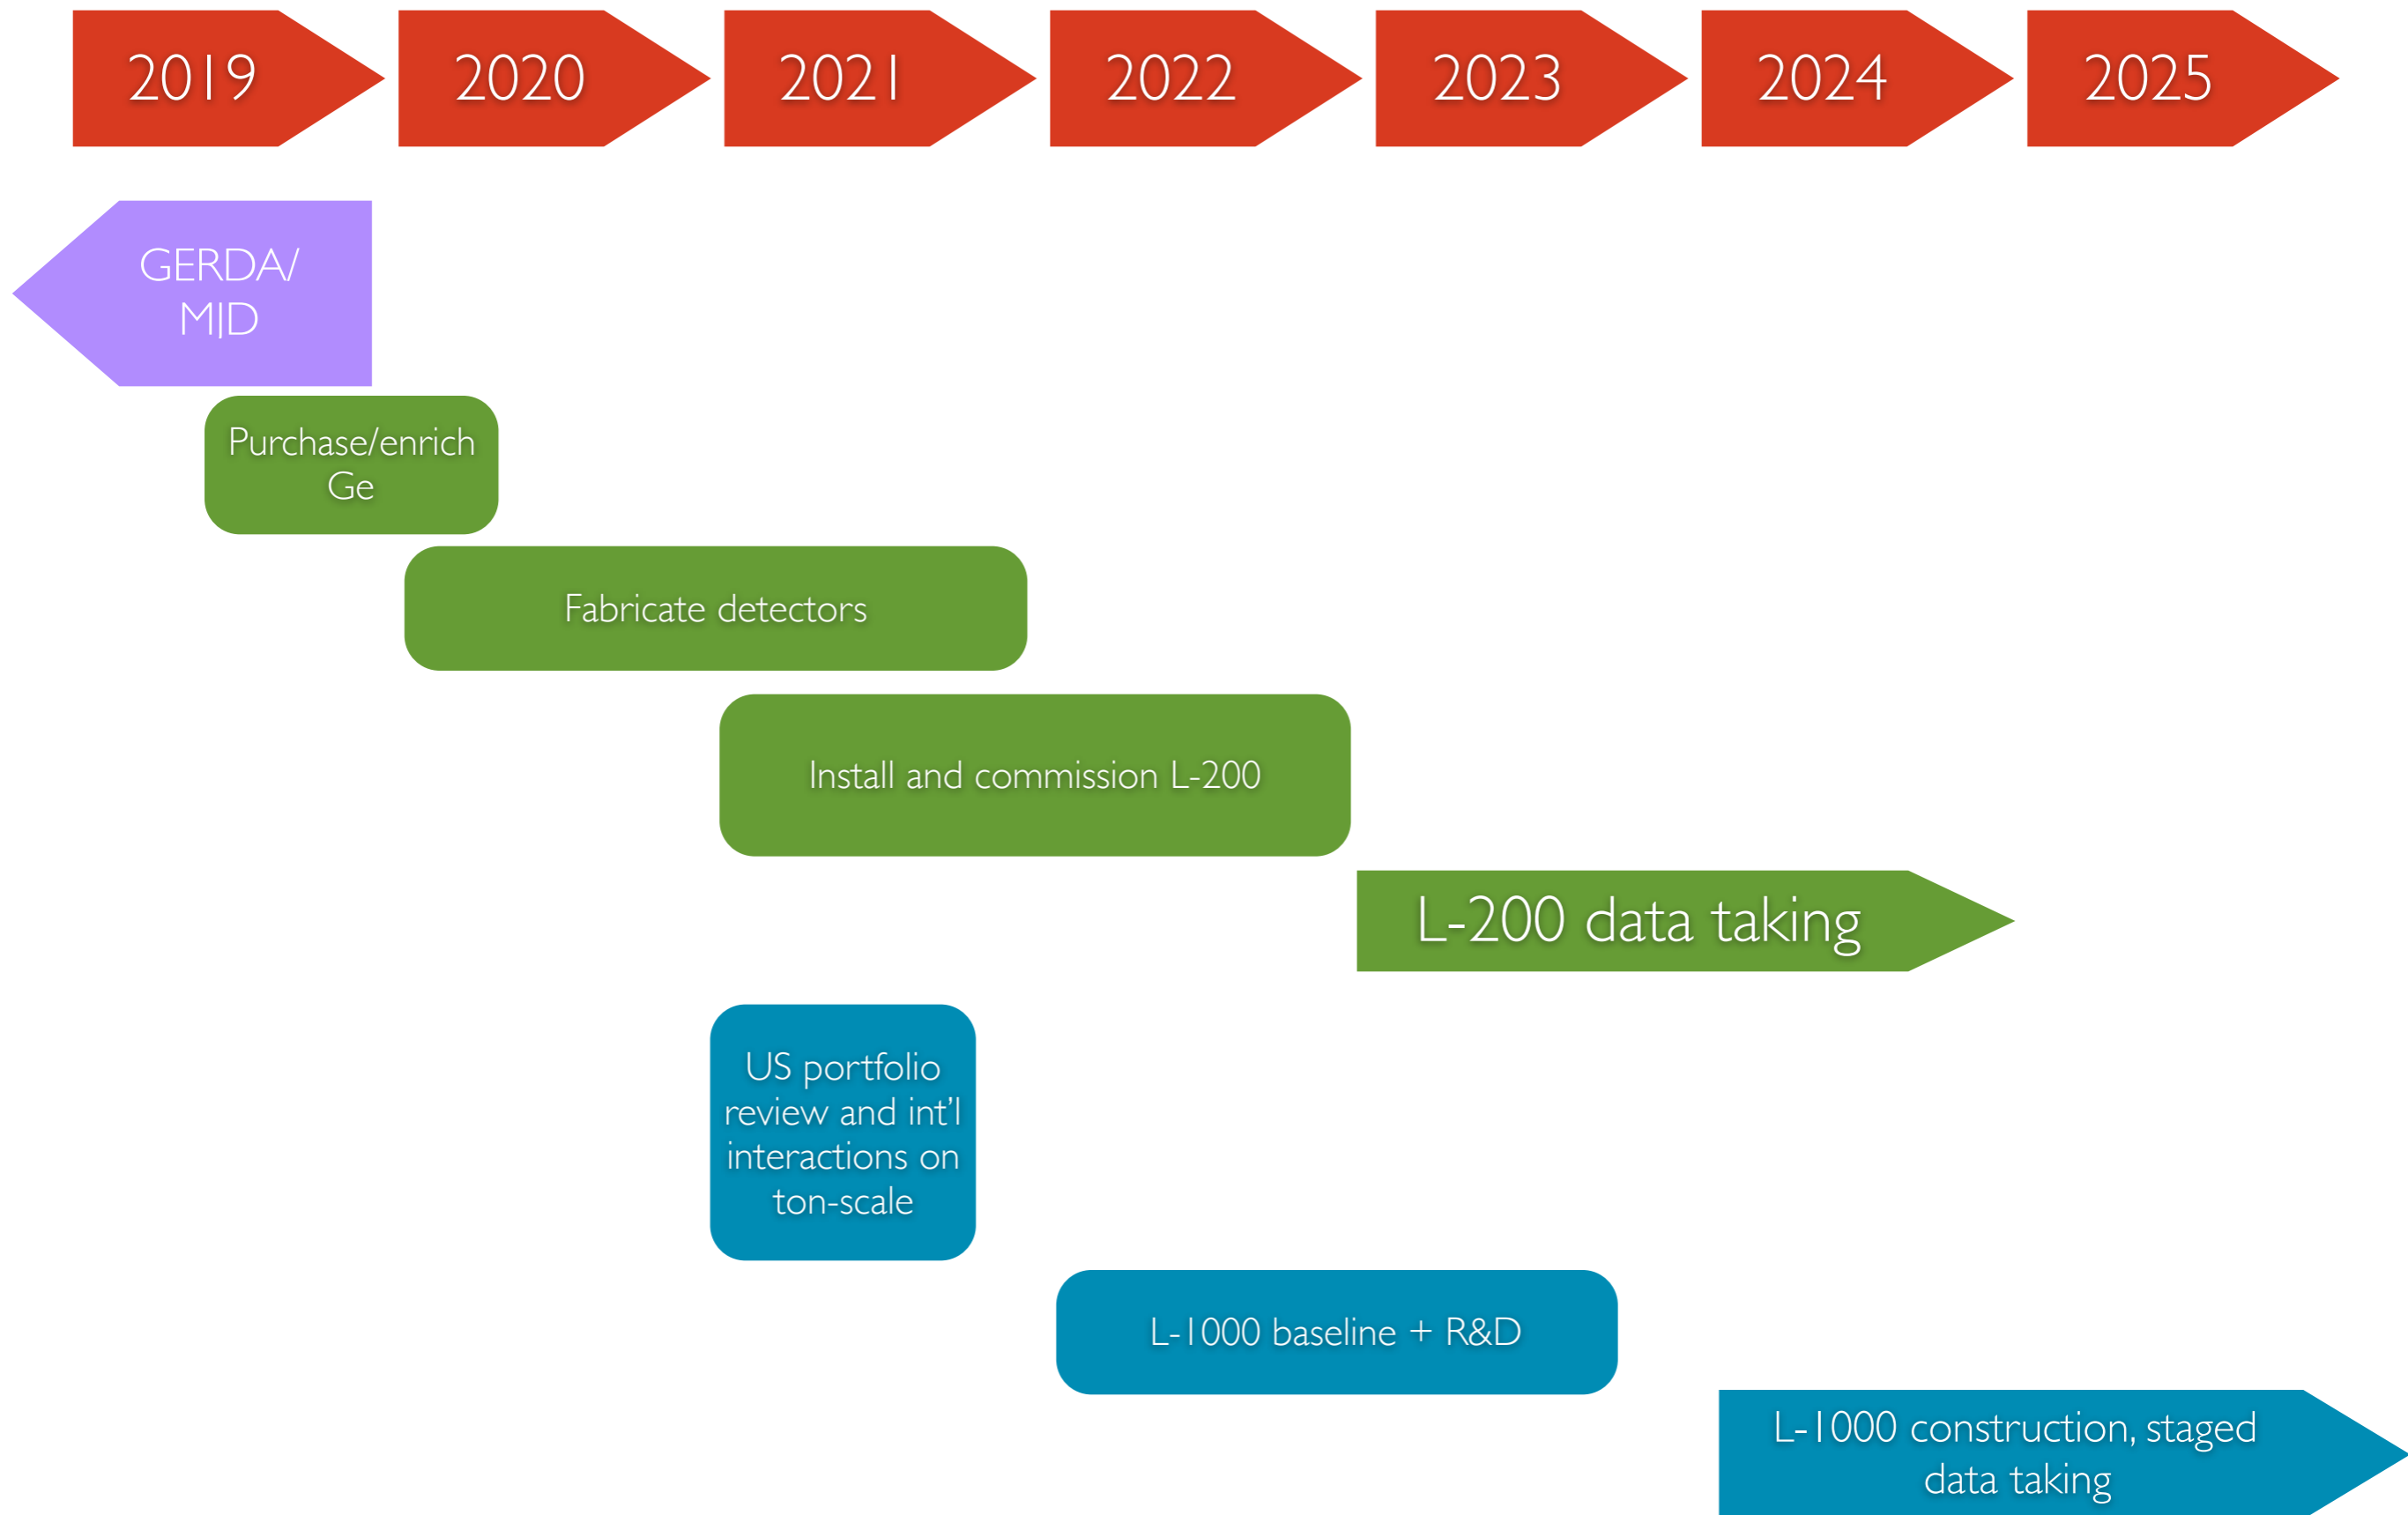 2019
2020
2021
2022
2023
2024
2025
GERDA/
MJD
Purchase/enrich
Ge
Fabricate detectors
Install and commission L-200
L-200 data taking
US portfolio
review and int’l
interactions on
ton-scale
L-1000 baseline + R&D
L-1000 construction, staged
data taking